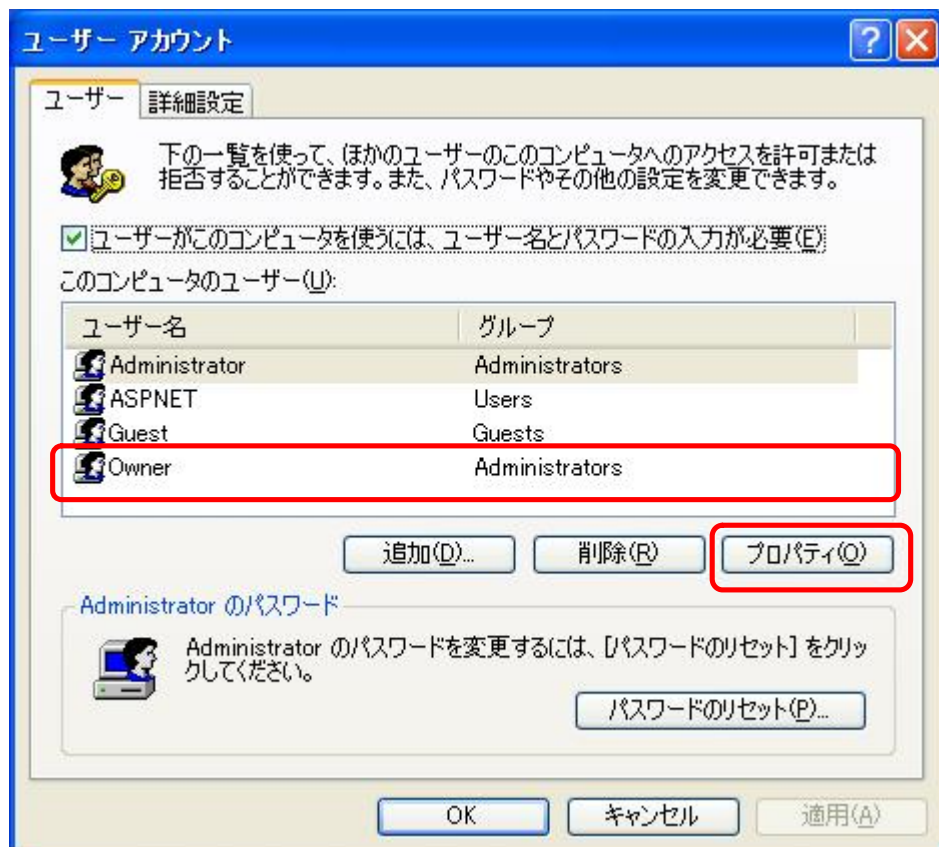 ユーザー アカウント
ユーザー 詳細設定
下の一覧を使って、ほかのユーザーのこのコンピュータへのアクセスを許可または
拒否することができます。また、パスワードやその他の設定を変更できます。
ユーザーがこのコンピュータを使うには、ユーザー名とパスワードの入力が必要(E)
このコンピュータのユーザー(U):
ユーザー名 グループ
Administrator Administrators
ASPNET Users
Guest Guests
Owner Administrators
追加(D)... 削除(R) プロパティ(O)
Administrator のパスワード
Administrator のパスワードを変更するには、[パスワードのリセット] をクリッ
クしてください。
パスワードのリセット(P)...
OK キャンセル 適用(A)